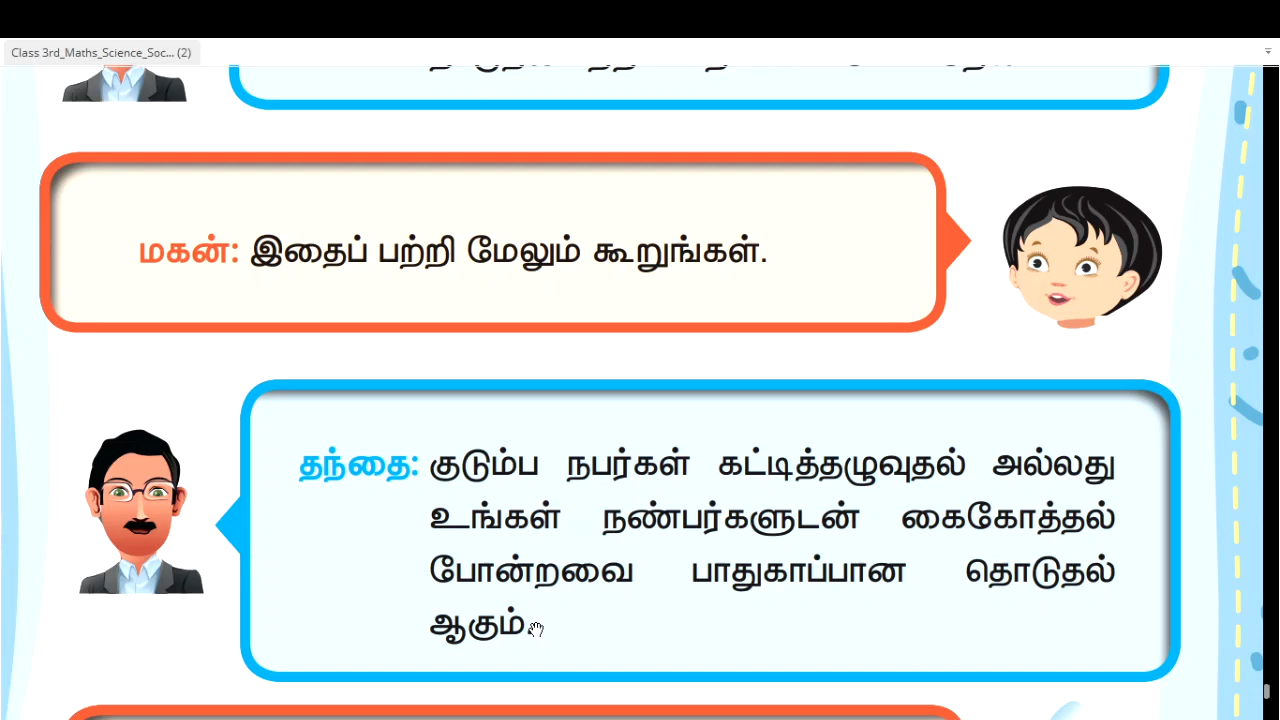 Class 3rd_Maths_Science_Soc... (2)
மகன்: இதைப் பற்றி மேலும் கூறுங்கள்.
தந்தை: குடும்ப நபர்கள் கட்டித்தழுவுதல் அல்லது
உங்கள் நண்பர்களுடன் கைகோத்தல்
போன்றவை பாதுகாப்பான தொடுதல்
ஆகும்.